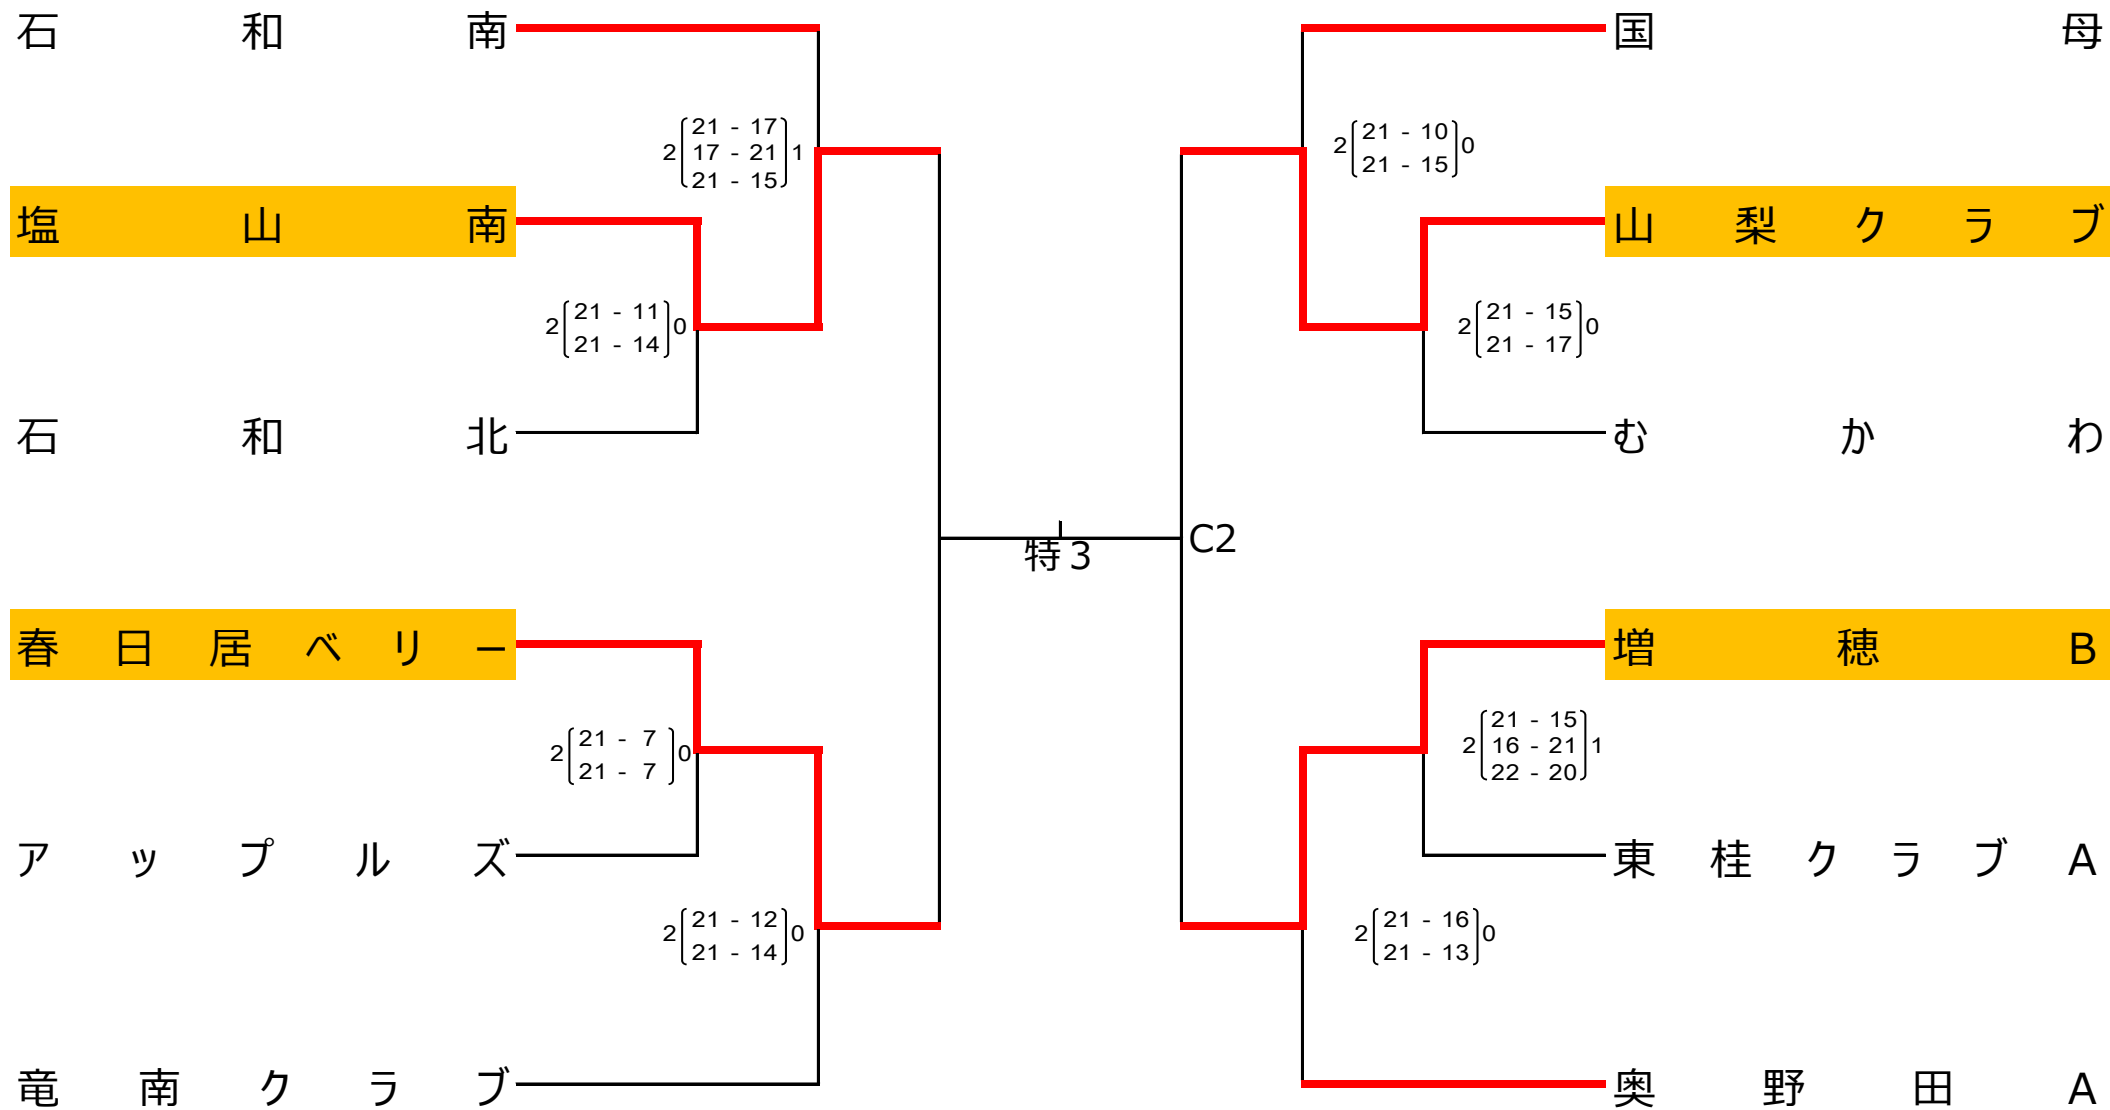 石和南
国母
21 - 17
2 17 - 21 1
21 - 15
21 - 10
2 0
21 - 15
塩山南
山梨クラブ
21 - 11
2 0
21 - 14
21 - 15
2 0
21 - 17
石和北
むかわ
特3
C2
春日居ベリー
増穂B
21 - 7
2 0
21 - 7
21 - 15
2 16 - 21 1
22 - 20
アップルズ
東桂クラブA
21 - 12
2 0
21 - 14
21 - 16
2 0
21 - 13
竜南クラブ
奥野田A